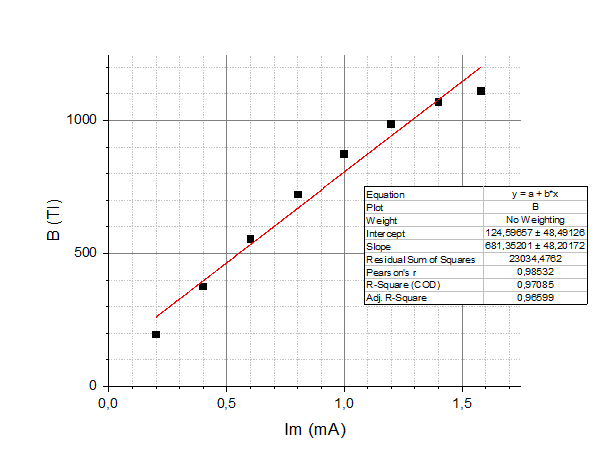 1000
500
0
0,0 0,5 1,0 1,5
B (Tl)
Im (mA)
Equation y = a + b*x
Plot B
Weight No Weighting
Intercept 124,59657 ± 48,49126
Slope 681,35201 ± 48,20172
Residual Sum of Squares 23034,4762
Pearson's r 0,98532
R-Square (COD) 0,97085
Adj. R-Square 0,96599